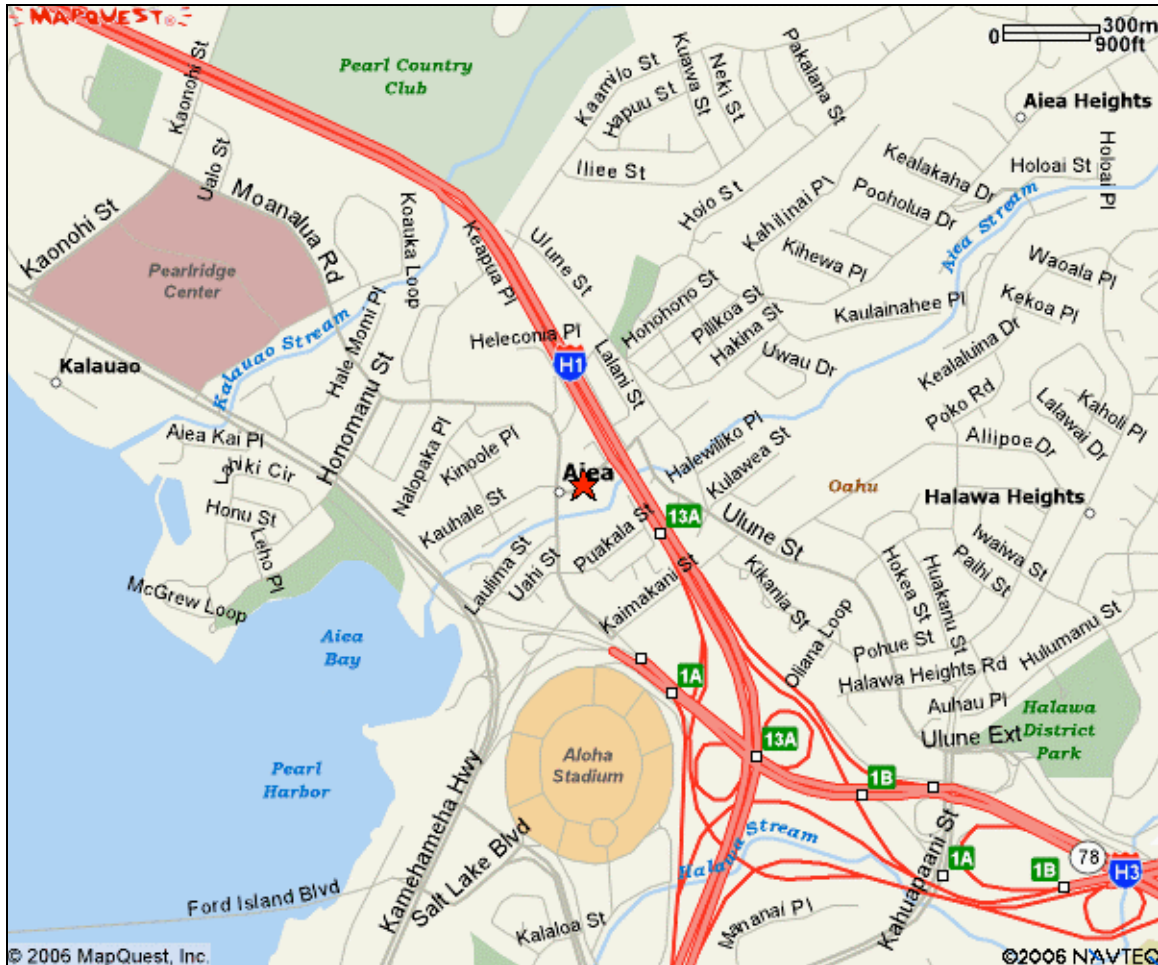 MAPQUEST®
300m
0
900ft
Pearl Country
Club
Kaonohi St
Kaamilo St
Hapuu St
Kuawa St
Neki St
Pakalana St
Aiea Heights
Iliee St
Ualo St
Moanalua Rd
Kaonohi St
Koauka Loop
Keapua Pl
Hoio St
Kahilinai Pl
Kealakaha Dr
Pooholua Dr
Holoai St
Holoai Pl
Aiea Stream
Pearlridge
Center
Ulune St
Kihewa Pl
Waoala Pl
Kekoa Pl
Kaulainahee Pl
Kealaluina Dr
Honohono St
Pilikoa St
Hakina St
Uwau Dr
Kalauao
Kalauao Stream
Hale Momi Pl
Heleconia Pl
H1
Lalani St
Poko Rd
Aliipoe Dr
Lalawai Dr
Kaholi Pl
Honomanu St
Aiea Kai Pl
Laniki Cir
Nalopaka Pl
Kinoole Pl
Aiea
Halewiliko Pl
Kulawea St
Oahu
Halawa Heights
Honu St
Leho Pl
Kauhale St
13A
Ulune St
Puakala St
Laulima St
Uahi St
Kaimakani St
Kikania St
Hokea St
Huakanu St
Paihi St
Iwaiwa St
McGrew Loop
Aiea
Bay
Oliana Loop
Pohue St
Hulumanu St
Halawa Heights Rd
1A
Auhau Pl
Halawa
District
Park
Ulune Ext
13A
Aloha
Stadium
Pearl
Harbor
1B
Kamehameha Hwy
Salt Lake Blvd
Halawa Stream
1A
1B
78
H3
Ford Island Blvd
Kalaloa St
Mananai Pl
Kahuapaani St
© 2006 MapQuest, Inc.
©2006 NAVTEQ